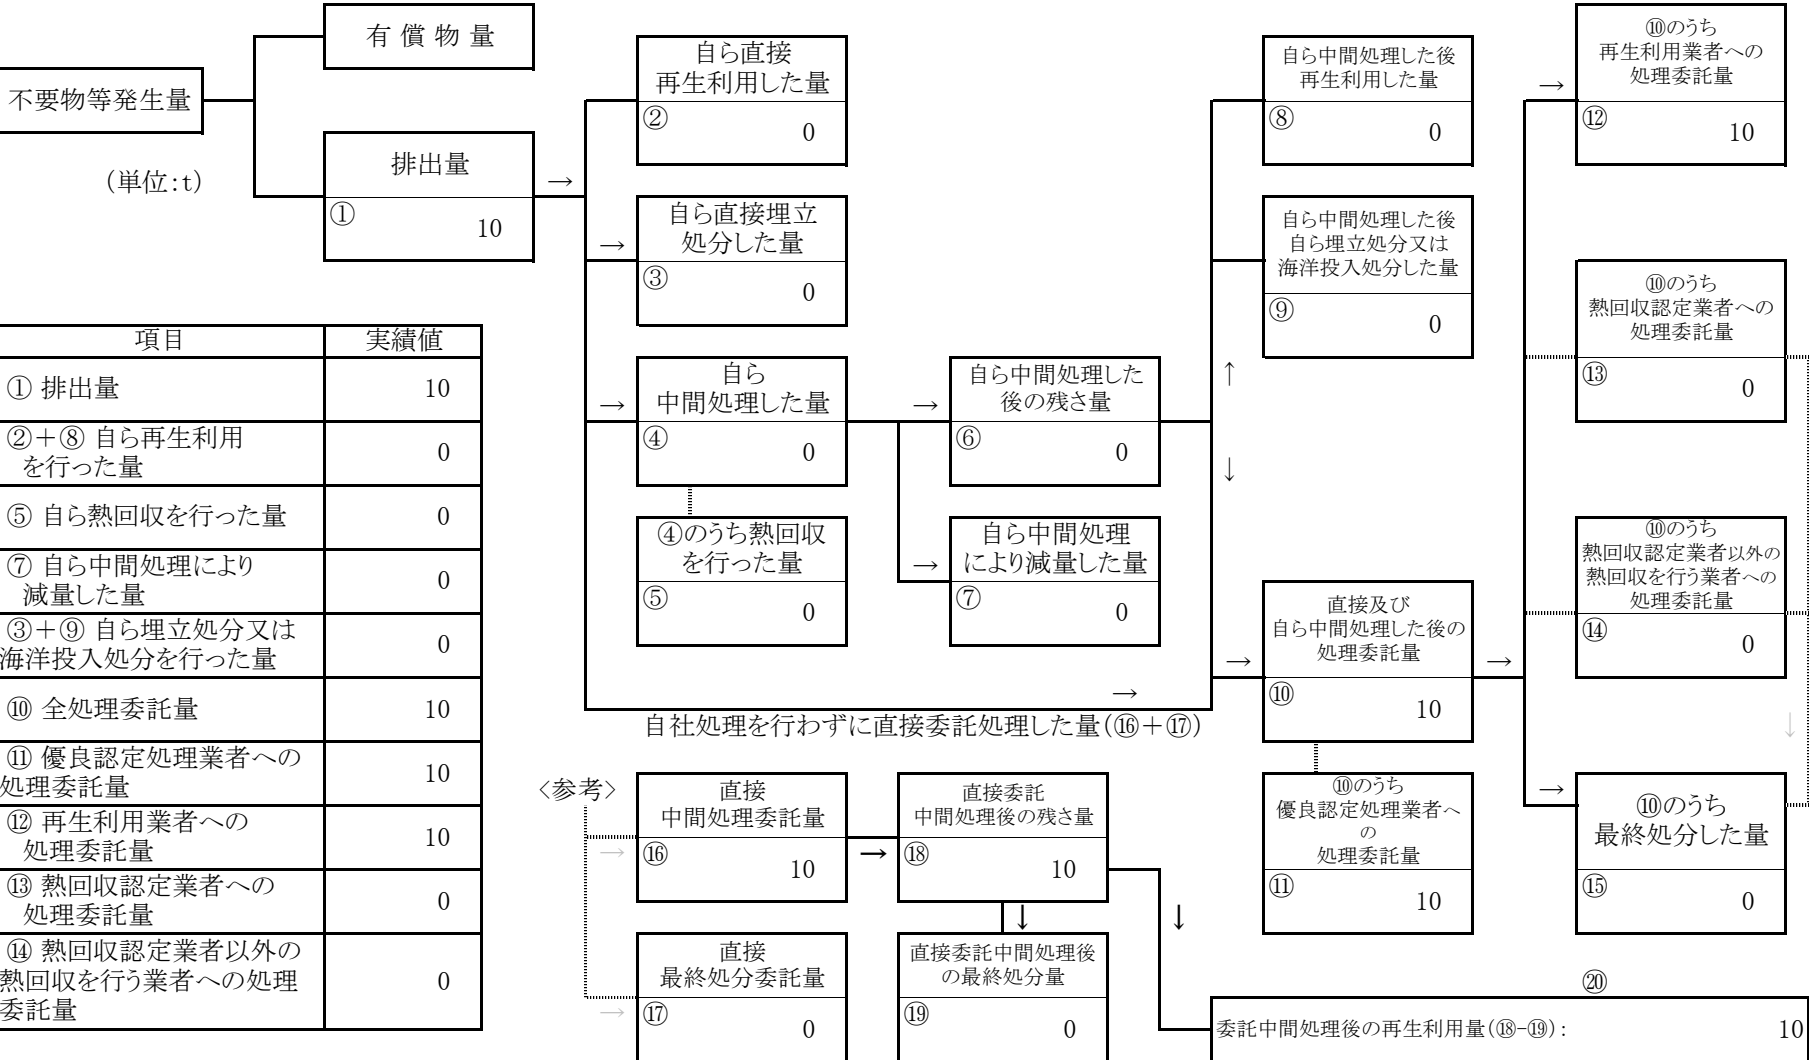 有 償 物 量
不要物等発生量
(単位:t)
排出量
①
10
→
自ら直接
再生利用した量
②
0
→
自ら直接埋立
処分した量
③
0
→
自ら
中間処理した量
④
0
④のうち熱回収
を行った量
⑤
0
→
自ら中間処理した
後の残さ量
⑥
0
→
自ら中間処理
により減量した量
⑦
0
自ら中間処理した後
再生利用した量
⑧
0
自ら中間処理した後
自ら埋立処分又は
海洋投入処分した量
⑨
0
↑
↓
→
自社処理を行わずに直接委託処理した量(⑯+⑰)
→
直接及び
自ら中間処理した後の
処理委託量
⑩
10
⑩のうち
優良認定処理業者へ
の
処理委託量
⑪
10
→
→
⑩のうち
再生利用業者への
処理委託量
⑫
10
⑩のうち
熱回収認定業者への
処理委託量
⑬
0
⑩のうち
熱回収認定業者以外の
熱回収を行う業者への
処理委託量
⑭
0
↓
→
⑩のうち
最終処分した量
⑮
0
項目 実績値
① 排出量 10
②+⑧ 自ら再生利用
を行った量 0
⑤ 自ら熱回収を行った量 0
⑦ 自ら中間処理により
減量した量 0
③+⑨ 自ら埋立処分又は
海洋投入処分を行った量 0
⑩ 全処理委託量 10
⑪ 優良認定処理業者への
処理委託量 10
⑫ 再生利用業者への
処理委託量 10
⑬ 熱回収認定業者への
処理委託量 0
⑭ 熱回収認定業者以外の
熱回収を行う業者への処理
委託量 0
<参考>
→
直接
中間処理委託量
⑯
10
→
直接委託
中間処理後の残さ量
⑱
10
↓
↓
→
直接
最終処分委託量
⑰
0
直接委託中間処理後
の最終処分量
⑲
0
⑳
委託中間処理後の再生利用量(⑱-⑲): 10